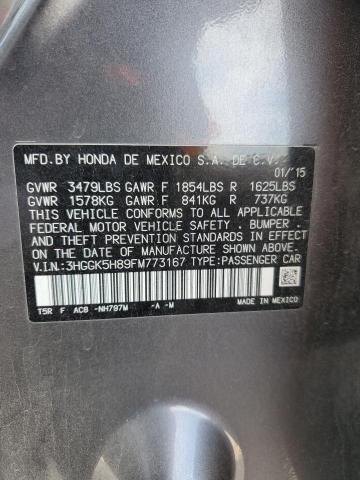 MFD.BY HONDA DE MEXICO S.A. DE C.V.
01/'15
GVWR 3479LBS GAWR F 1854LBS R 1625LBS
GVWR 1578KG GAWR F 841KG R 737KG
THIS VEHICLE CONFORMS TO ALL APPLICABLE
FEDERAL MOTOR VEHICLE SAFETY . BUMPER .
AND THEFT PREVENTION STANDARDS IN EFFECT
ON THE DATE OF MANUFACTURE SHOWN ABOVE.
V.I.N.:3HGGK5H89FM773167 TYPE:PASSENGER CAR
T5R F AC8 -NH797M -A -M MADE IN MEXICO